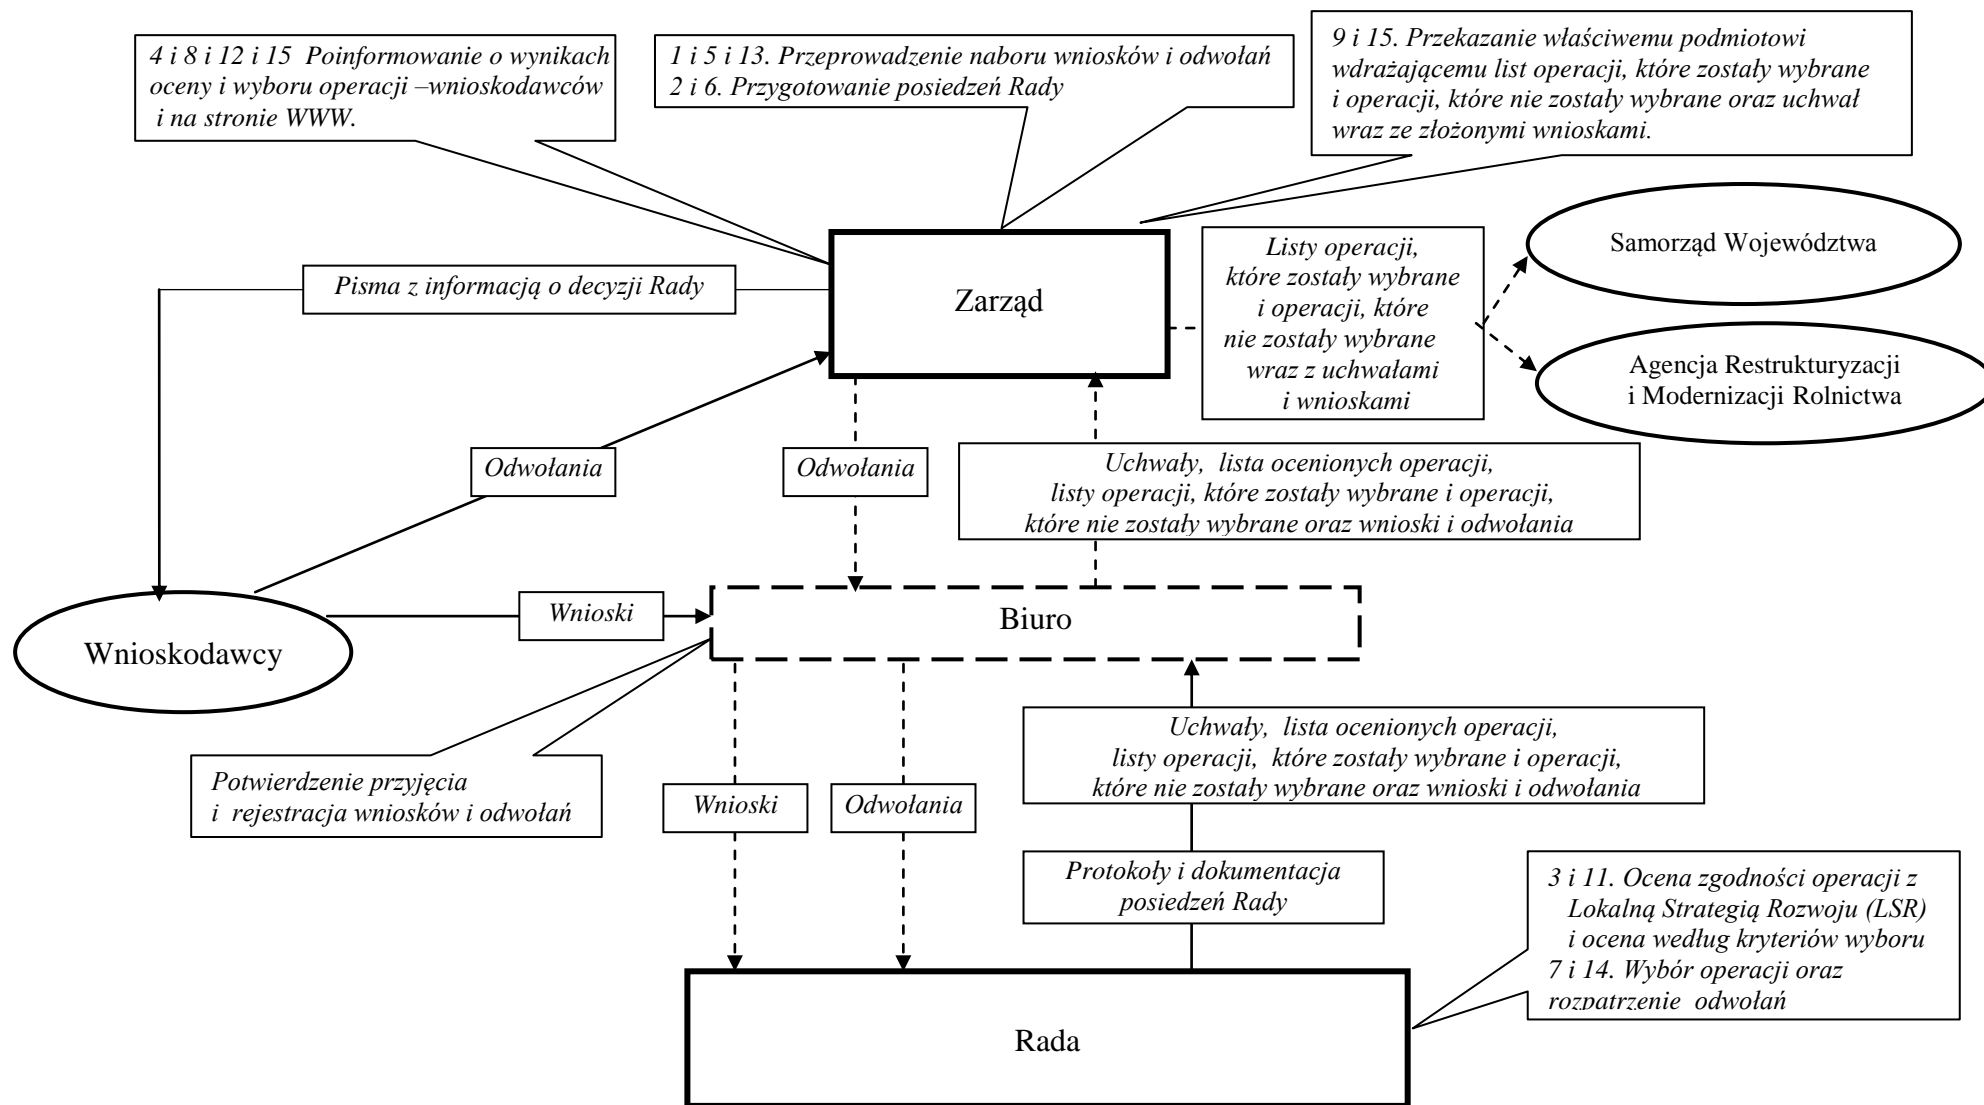 4 i 8 i 12 i 15  Poinformowanie o wynikach
oceny i wyboru operacji –wnioskodawców
i na stronie WWW.
1 i 5 i 13. Przeprowadzenie naboru wniosków i odwołań
2 i 6. Przygotowanie posiedzeń Rady
9 i 15. Przekazanie właściwemu podmiotowi
wdrażającemu list operacji, które zostały wybrane
i operacji, które nie zostały wybrane oraz uchwał
wraz ze złożonymi wnioskami.
Pisma z informacją o decyzji Rady
Zarząd
Listy operacji,
które zostały wybrane
i operacji, które
nie zostały wybrane
wraz z uchwałami
i wnioskami
Samorząd Województwa
Agencja Restrukturyzacji
i Modernizacji Rolnictwa
Odwołania
Odwołania
Uchwały,  lista ocenionych operacji,
listy operacji, które zostały wybrane i operacji,
które nie zostały wybrane oraz wnioski i odwołania
Wnioskodawcy
Wnioski
Biuro
Potwierdzenie przyjęcia
i  rejestracja wniosków i odwołań
Wnioski
Odwołania
Uchwały,  lista ocenionych operacji,
listy operacji,  które zostały wybrane i operacji,
które nie zostały wybrane oraz wnioski i odwołania
Protokoły i dokumentacja
posiedzeń Rady
3 i 11. Ocena zgodności operacji z
Lokalną Strategią Rozwoju (LSR)
i ocena według kryteriów wyboru
7 i 14. Wybór operacji oraz
rozpatrzenie  odwołań
Rada